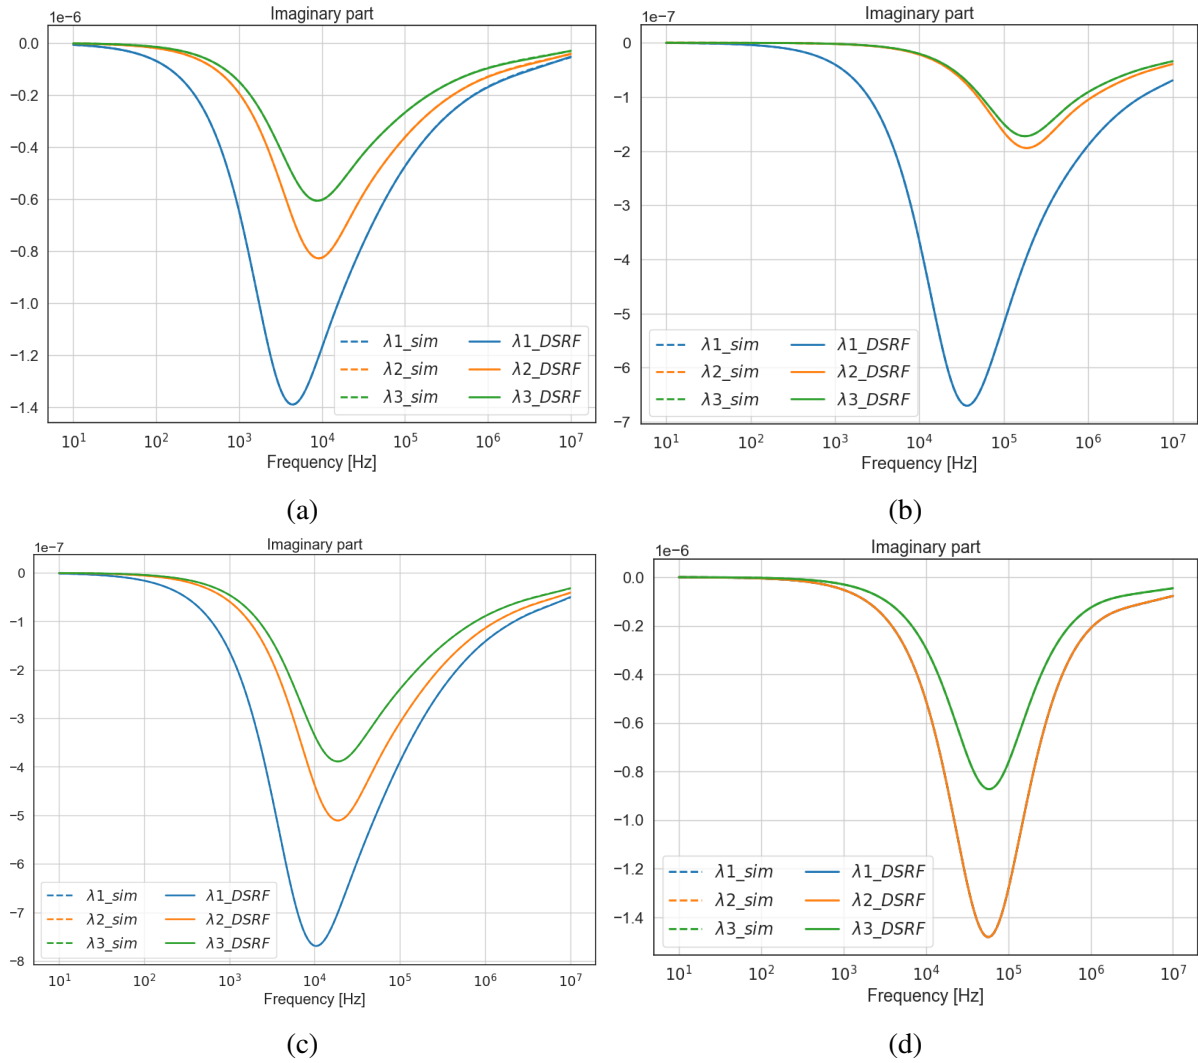 Imaginary part
1e−6
0.0
−0.2
−0.4
−0.6
−0.8
−1.0
−1.2
−1.4
λ1_sim λ1_DSRF
λ2_sim λ2_DSRF
λ3_sim λ3_DSRF
10¹ 10² 10³ 10⁴ 10⁵ 10⁶ 10⁷
Frequency [Hz]
(a)
Imaginary part
1e−7
0
−1
−2
−3
−4
−5
−6
−7
λ1_sim λ1_DSRF
λ2_sim λ2_DSRF
λ3_sim λ3_DSRF
10¹ 10² 10³ 10⁴ 10⁵ 10⁶ 10⁷
Frequency [Hz]
(b)
Imaginary part
1e−7
0
−1
−2
−3
−4
−5
−6
−7
−8
λ1_sim λ1_DSRF
λ2_sim λ2_DSRF
λ3_sim λ3_DSRF
10¹ 10² 10³ 10⁴ 10⁵ 10⁶ 10⁷
Frequency [Hz]
(c)
Imaginary part
1e−6
0.0
−0.2
−0.4
−0.6
−0.8
−1.0
−1.2
−1.4
λ1_sim λ1_DSRF
λ2_sim λ2_DSRF
λ3_sim λ3_DSRF
10¹ 10² 10³ 10⁴ 10⁵ 10⁶ 10⁷
Frequency [Hz]
(d)